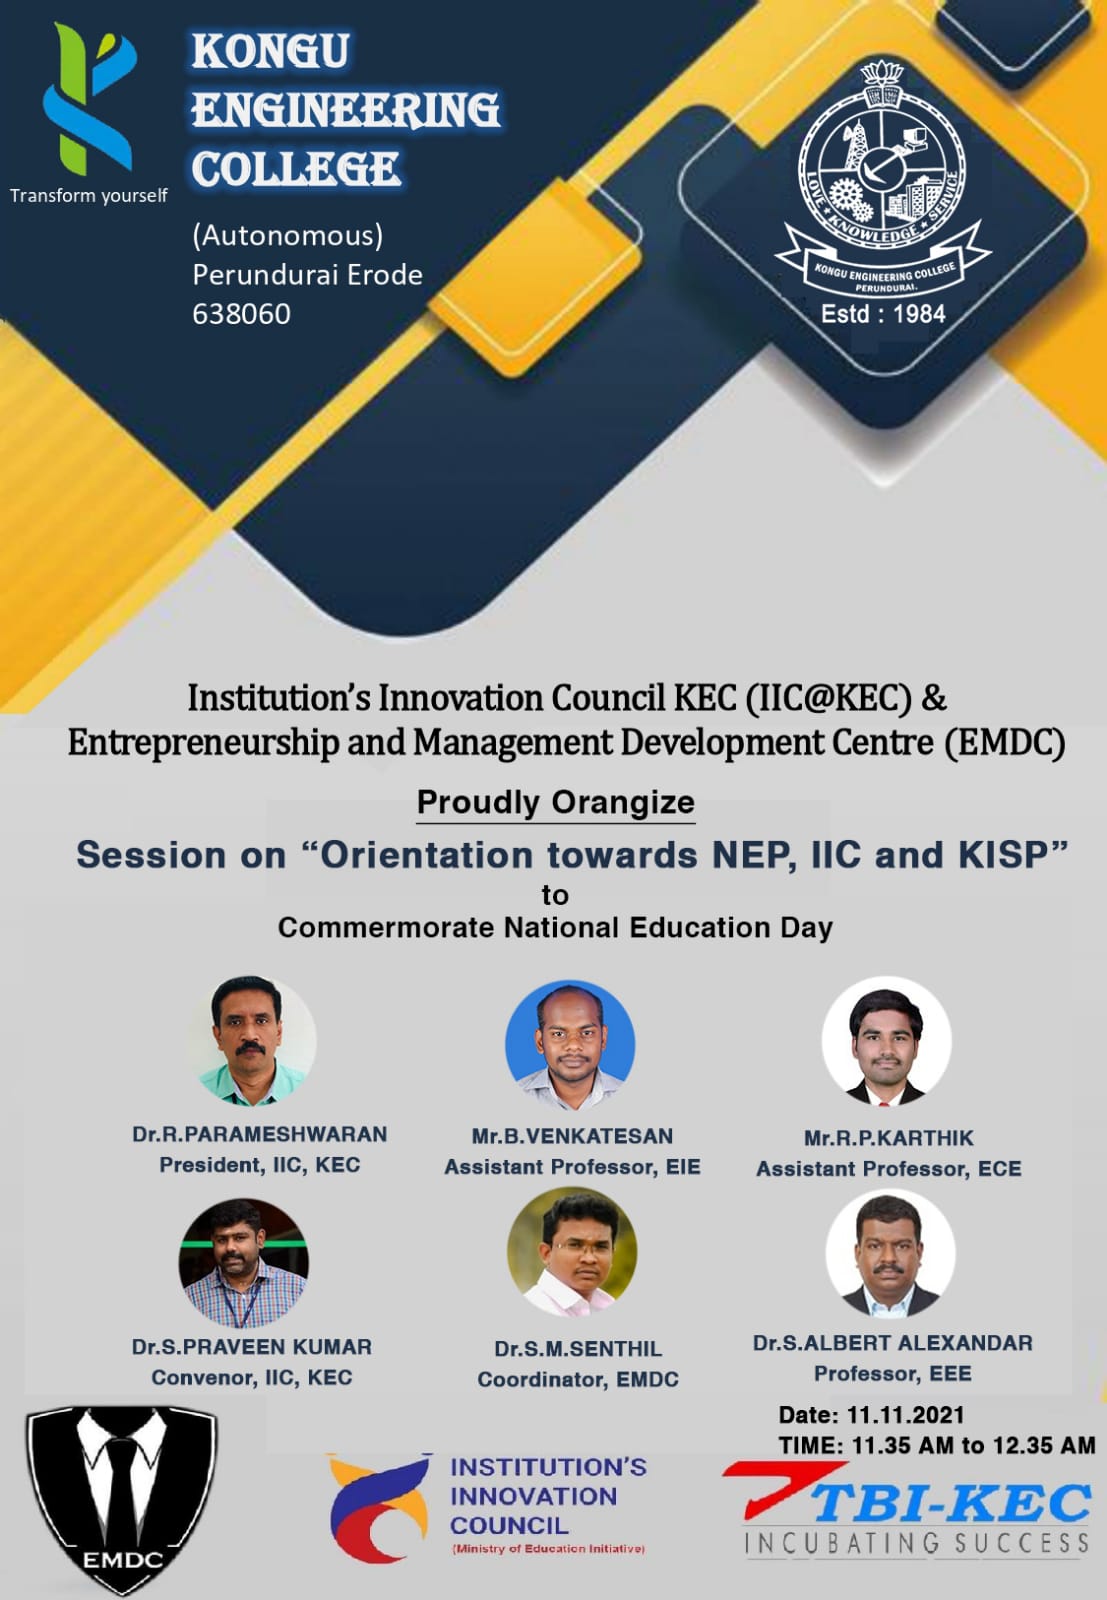 Transform yourself
KONGU
ENGINEERING
COLLEGE
(Autonomous)
Perundurai Erode
638060
LOVE ★ KNOWLEDGE ★ SERVICE
KONGU ENGINEERING COLLEGE
PERUNDURAI.
Estd : 1984
Institution’s Innovation Council KEC (IIC@KEC) &
Entrepreneurship and Management Development Centre (EMDC)
Proudly Orangize
Session on “Orientation towards NEP, IIC and KISP”
to
Commermorate National Education Day
Dr.R.PARAMESHWARAN
President, IIC, KEC
Mr.B.VENKATESAN
Assistant Professor, EIE
Mr.R.P.KARTHIK
Assistant Professor, ECE
Dr.S.PRAVEEN KUMAR
Convenor, IIC, KEC
Dr.S.M.SENTHIL
Coordinator, EMDC
Dr.S.ALBERT ALEXANDAR
Professor, EEE
Date: 11.11.2021
TIME: 11.35 AM to 12.35 AM
EMDC
INSTITUTION’S
INNOVATION
COUNCIL
(Ministry of Education Initiative)
TBI-KEC
INCUBATING SUCCESS